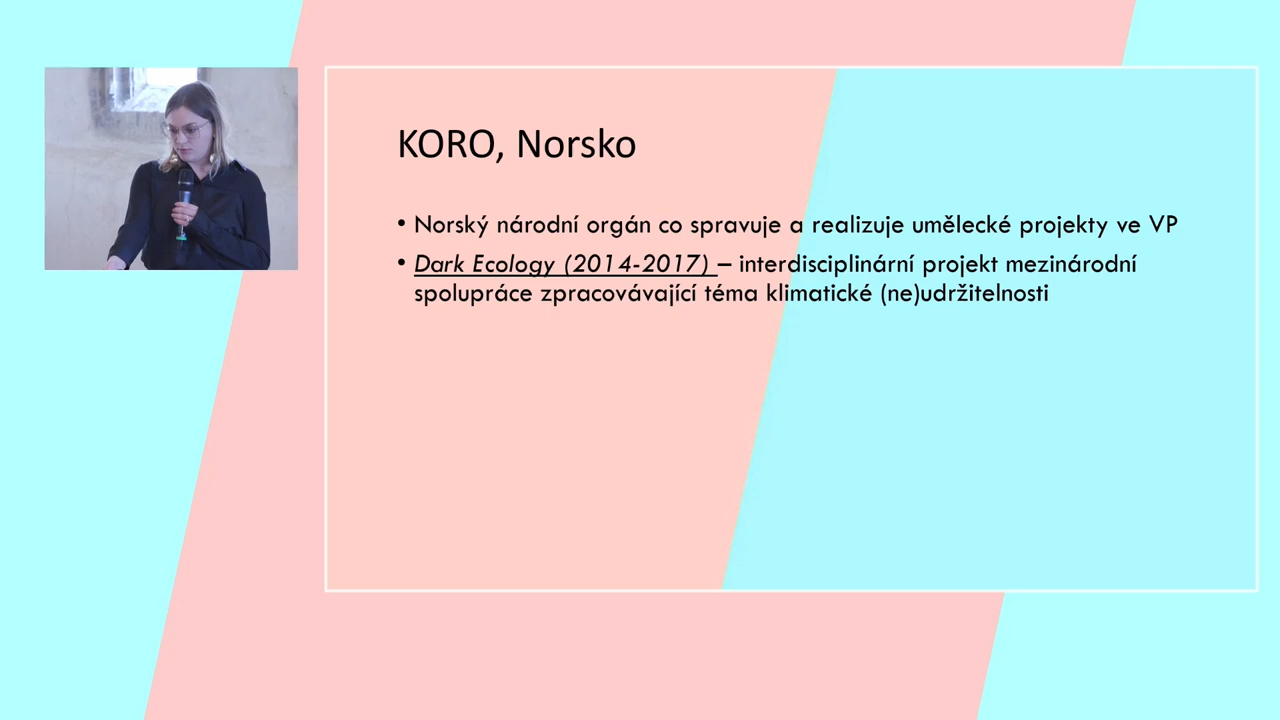 KORO, Norsko
• Norský národní orgán co spravuje a realizuje umělecké projekty ve VP
• Dark Ecology (2014-2017) – interdisciplinární projekt mezinárodní
spolupráce zpracovávající téma klimatické (ne)udržitelnosti